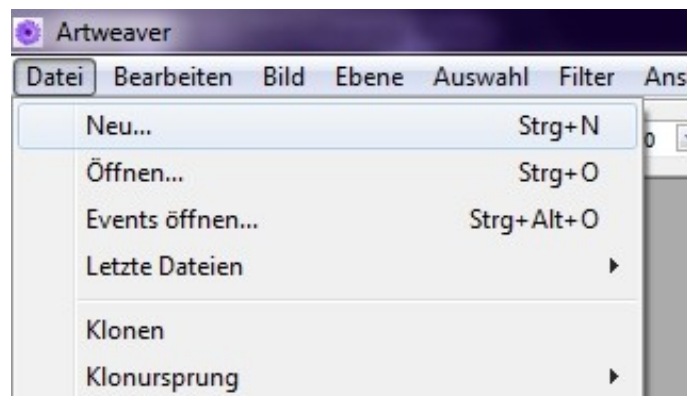 Artweaver
Datei Bearbeiten Bild Ebene Auswahl Filter Ans
Neu... Strg+N
Öffnen... Strg+O
Events öffnen... Strg+Alt+O
Letzte Dateien
Klonen
Klonursprung